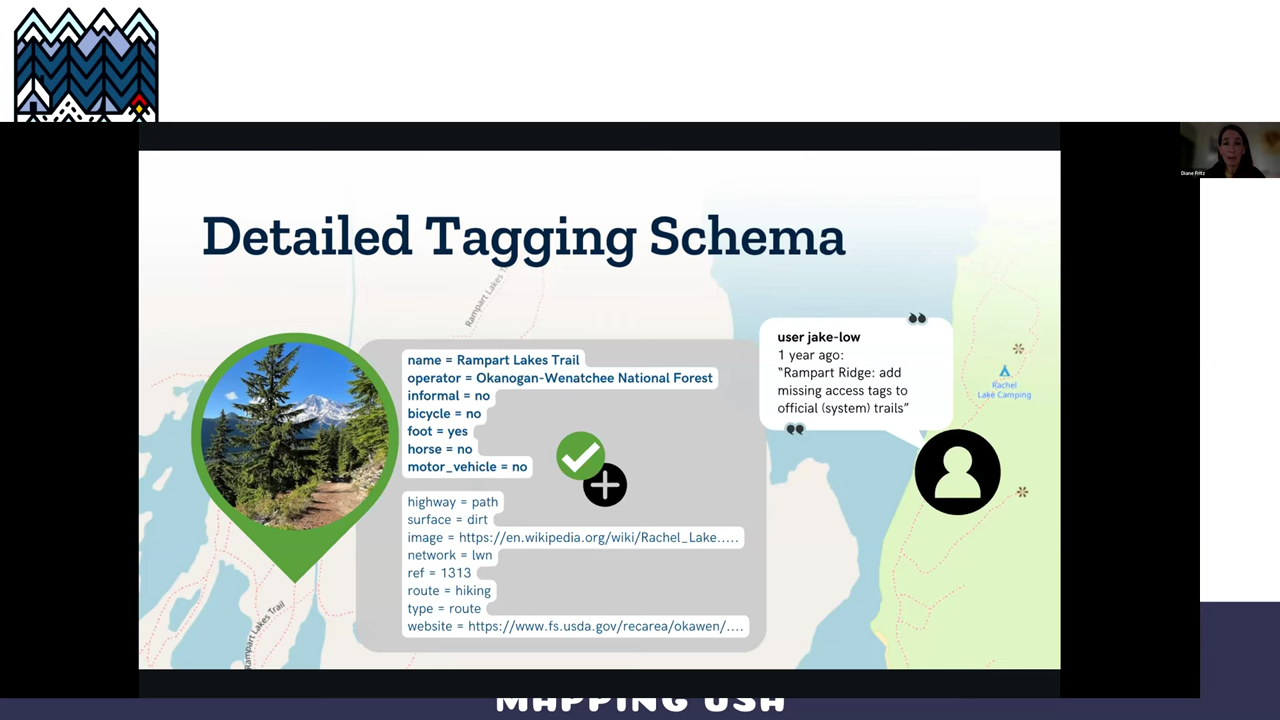 Diane Fritz
Detailed Tagging Schema
Rampart Lakes T
name = Rampart Lakes Trail
operator = Okanogan-Wenatchee National Forest
informal = no
bicycle = no
foot = yes
horse = no
motor_vehicle = no
highway = path
surface = dirt
image = https://en.wikipedia.org/wiki/Rachel_Lake.....
network = lwn
ref = 1313
route = hiking
type = route
website = https://www.fs.usda.gov/recarea/okawen/....
user jake-low
1 year ago:
“Rampart Ridge: add
missing access tags to
official (system) trails”
Rachel
Lake Camping
Rampart Lakes Trail
MAPPING USA